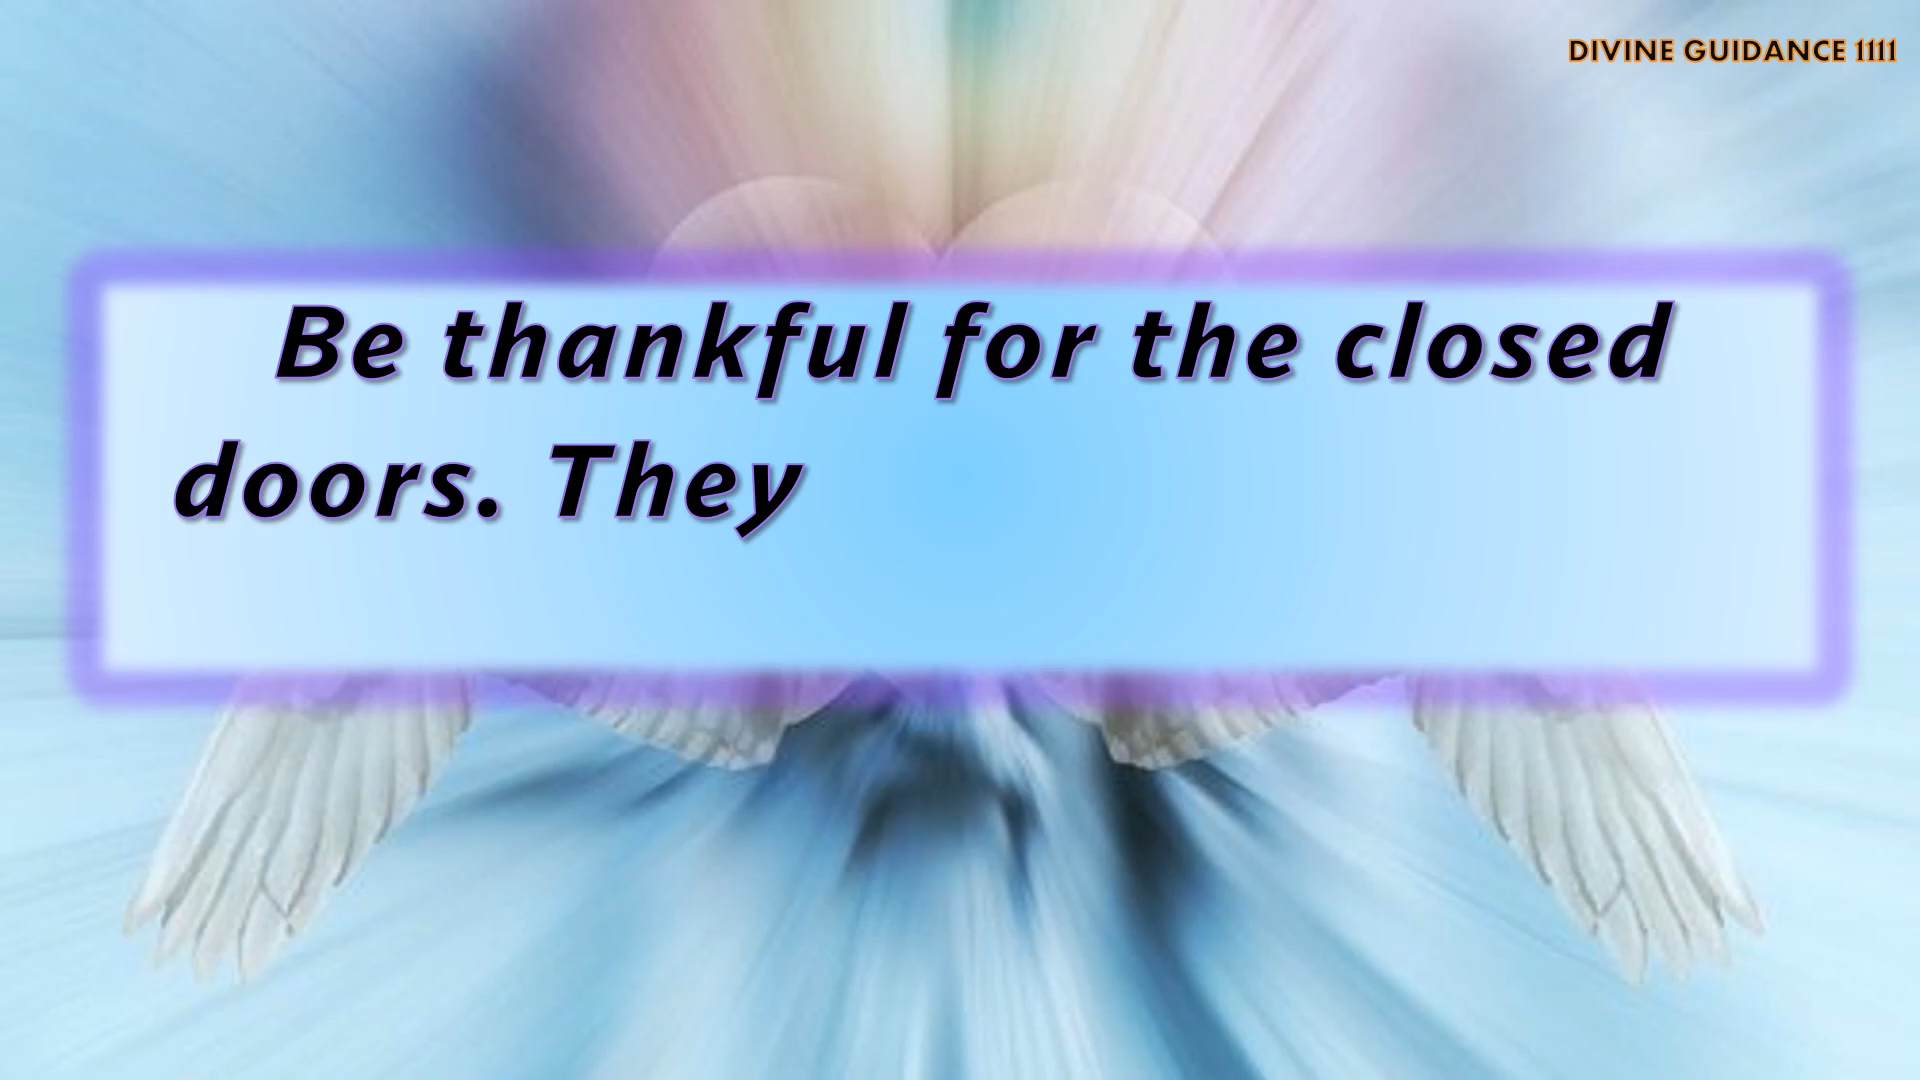 DIVINE GUIDANCE 1111
Be thankful for the closed
doors. They